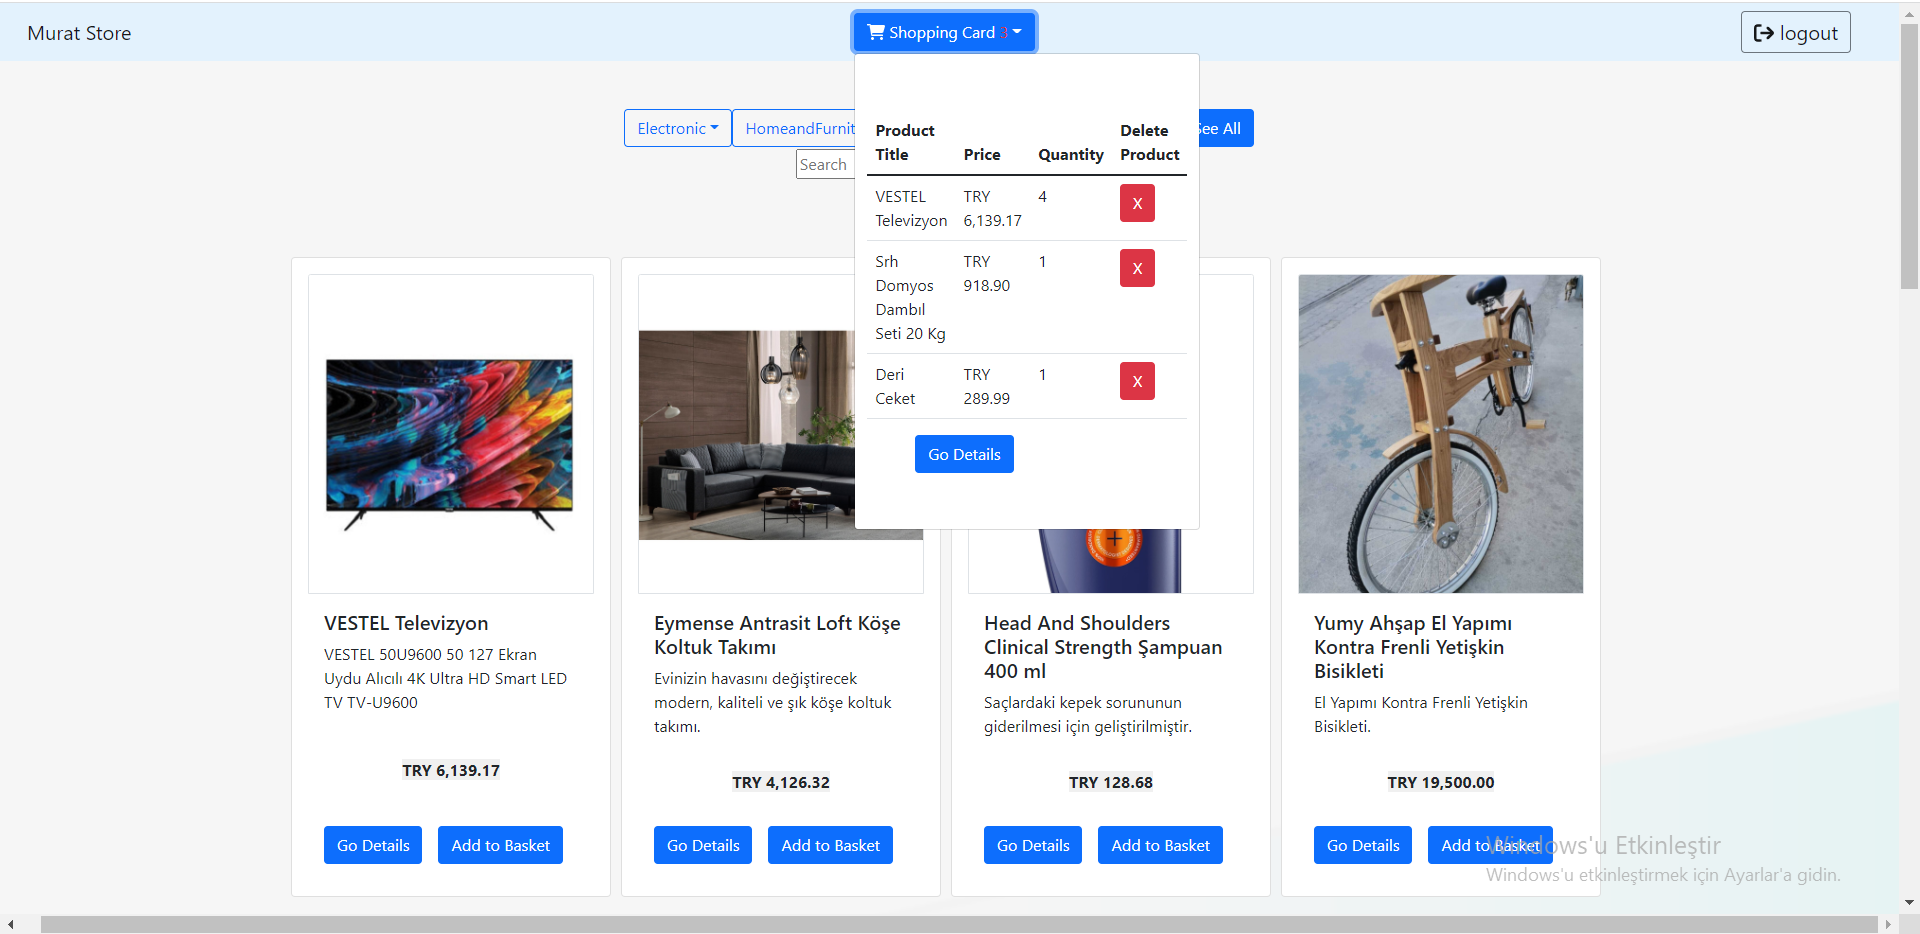 Murat Store
Shopping Card 3
logout
Electronic
HomeandFurnit
See All
Search
Product Title
Price
Quantity
Delete Product
VESTEL Televizyon
TRY 6,139.17
4
X
Srh Domyos Dambıl Seti 20 Kg
TRY 918.90
1
X
Deri Ceket
TRY 289.99
1
X
Go Details
VESTEL Televizyon
VESTEL 50U9600 50 127 Ekran
Uydu Alıcılı 4K Ultra HD Smart LED
TV TV-U9600
TRY 6,139.17
Go Details
Add to Basket
Eymense Antrasit Loft Köşe
Koltuk Takımı
Evinizin havasını değiştirecek
modern, kaliteli ve şık köşe koltuk
takımı.
TRY 4,126.32
Go Details
Add to Basket
Head And Shoulders
Clinical Strength Şampuan
400 ml
Saçlardaki kepek sorununun
giderilmesi için geliştirilmiştir.
TRY 128.68
Go Details
Add to Basket
Yumy Ahşap El Yapımı
Kontra Frenli Yetişkin
Bisikleti
El Yapımı Kontra Frenli Yetişkin
Bisikleti.
TRY 19,500.00
Go Details
Add to Basket
Windows'u Etkinleştir
Windows'u etkinleştirmek için Ayarlar'a gidin.